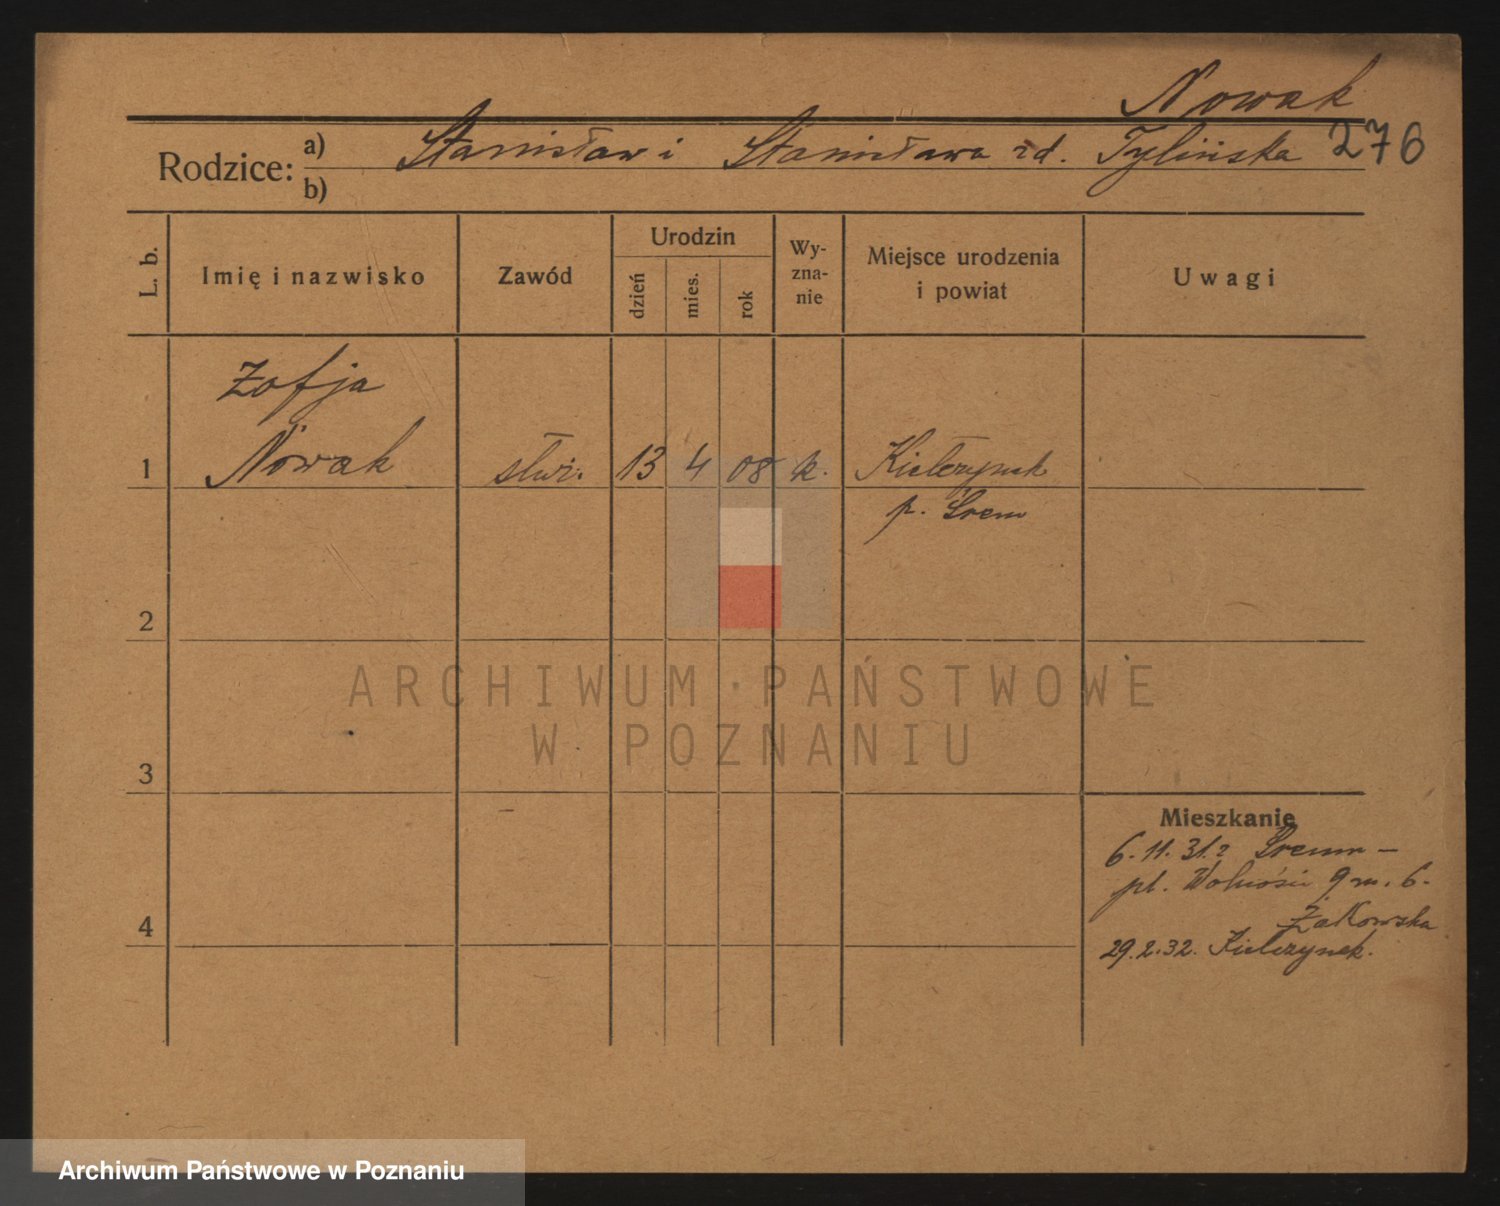 Nowak
276
Rodzice: a) Stanisław i Stanisława zd. Tylińska
b)
L. b. Imię i nazwisko Zawód Urodzin dzień mies. rok Wy-zna-nie Miejsce urodzenia i powiat Uwagi
Zofja
1 Nowak służ. 13 4 08 k. Kiełczynek
p. Śrem
2
ARCHIWUM PAŃSTWOWE
W POZNANIU
3
Mieszkanie
6.11.31. Śrem –
pl. Wolności 9 m. 6.
4 Żakowska
29.2.32. Kiełczynek.
Archiwum Państwowe w Poznaniu